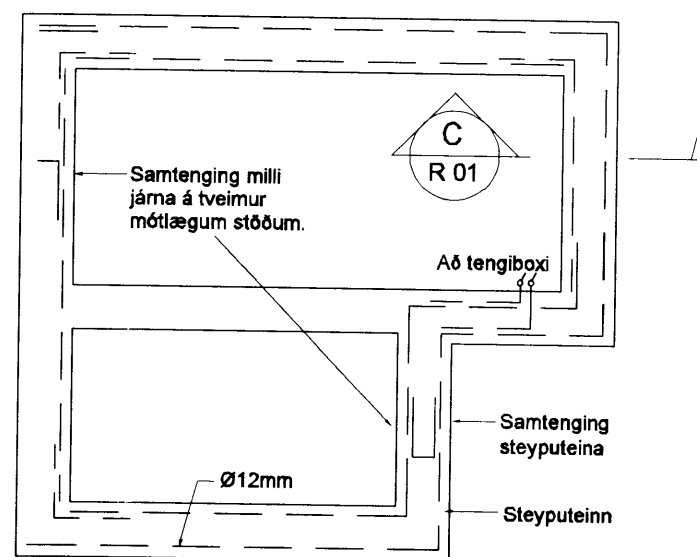 C
R 01
Samtenging milli
járna á tveimur
mótlægum stöðum.
Að tengiboxi
Samtenging
steyputeina
Ø12mm
Steyputeinn